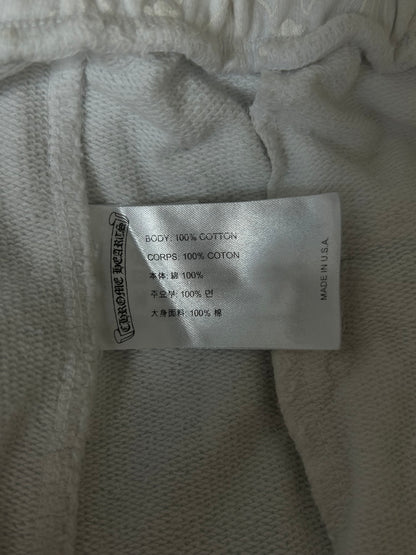 CHROME HEARTS
BODY: 100% COTTON
CORPS: 100% COTON
本体: 綿 100%
주요부: 100% 면
大身面料: 100% 棉
MADE IN U.S.A.